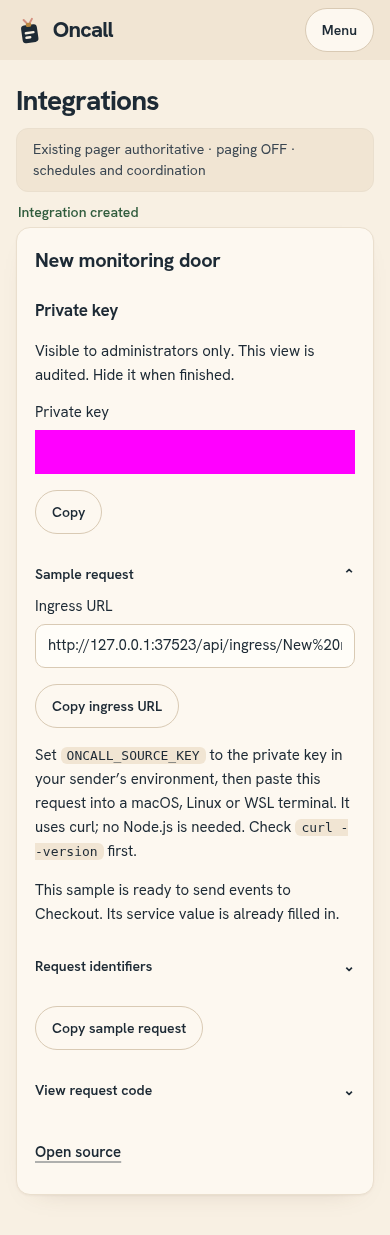 Oncall
Menu
Integrations
Existing pager authoritative · paging OFF ·
schedules and coordination
Integration created
New monitoring door
Private key
Visible to administrators only. This view is
audited. Hide it when finished.
Private key
Copy
Sample request
Ingress URL
http://127.0.0.1:37523/api/ingress/New%20
Copy ingress URL
Set ONCALL_SOURCE_KEY to the private key in
your sender’s environment, then paste this
request into a macOS, Linux or WSL terminal. It
uses curl; no Node.js is needed. Check curl -
-version first.
This sample is ready to send events to
Checkout. Its service value is already filled in.
Request identifiers
Copy sample request
View request code
Open source